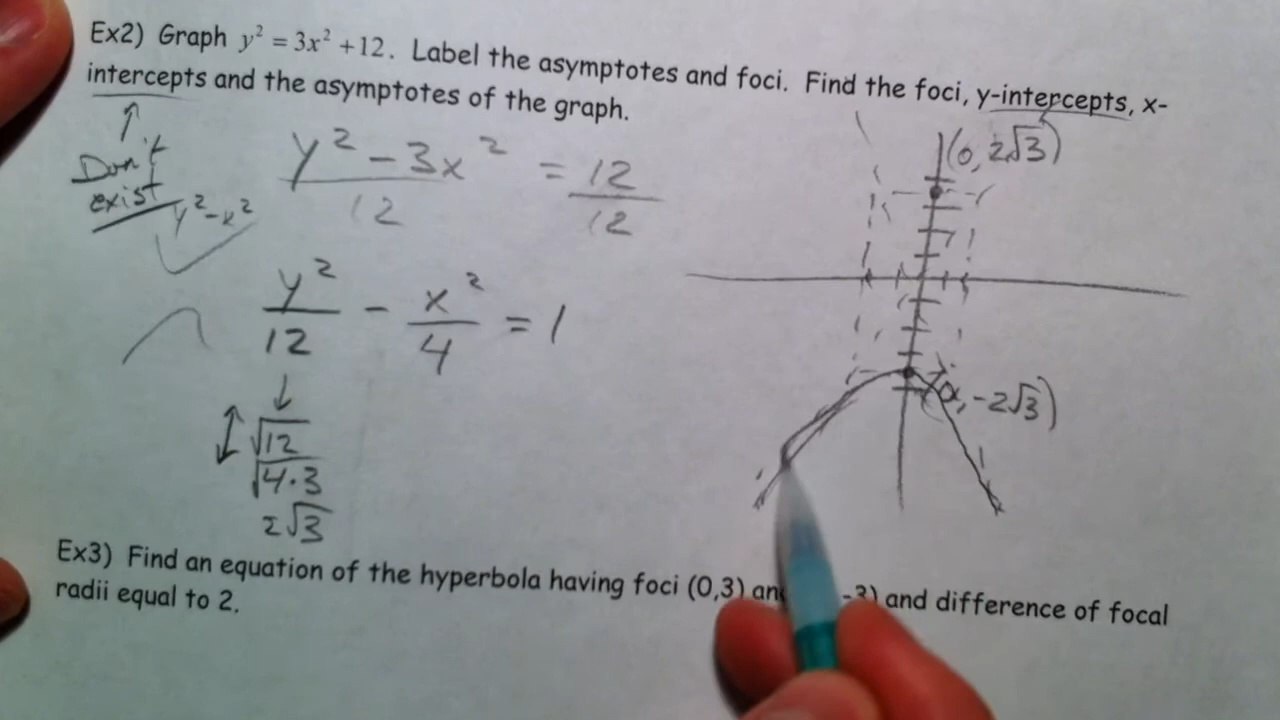 Ex2) Graph y² = 3x² + 12. Label the asymptotes and foci. Find the foci, y-intercepts, x-
intercepts and the asymptotes of the graph.
Don't
exist
y² - x²
y² - 3x² = 12
12 12
y² - x² = 1
12 4
√12
√4·3
2√3
(0, 2√3)
, -2√3)
Ex3) Find an equation of the hyperbola having foci (0,3) and -3) and difference of focal
radii equal to 2.